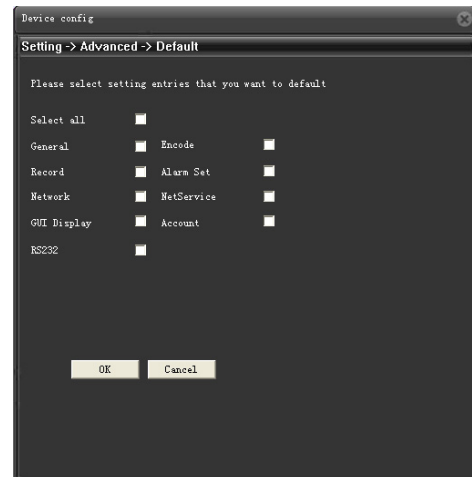 Device config
Setting -> Advanced -> Default
Please select setting entries that you want to default
Select all
General Encode
Record Alarm Set
Network NetService
GUI Display Account
RS232
OK Cancel